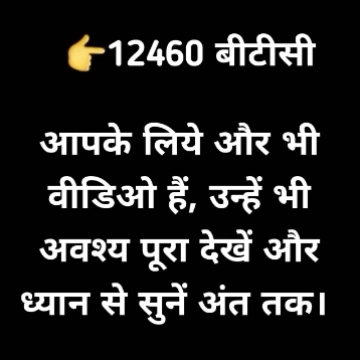 👉12460 बीटीसी
आपके लिये और भी
वीडिओ हैं, उन्हें भी
अवश्य पूरा देखें और
ध्यान से सुनें अंत तक।